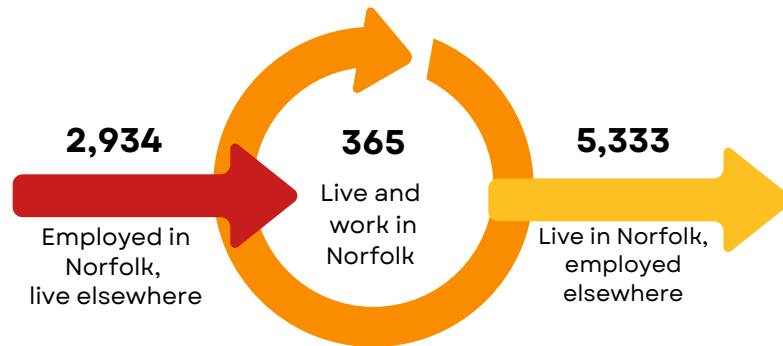 2,934
Employed in
Norfolk,
live elsewhere
365
Live and
work in
Norfolk
5,333
Live in Norfolk,
employed
elsewhere